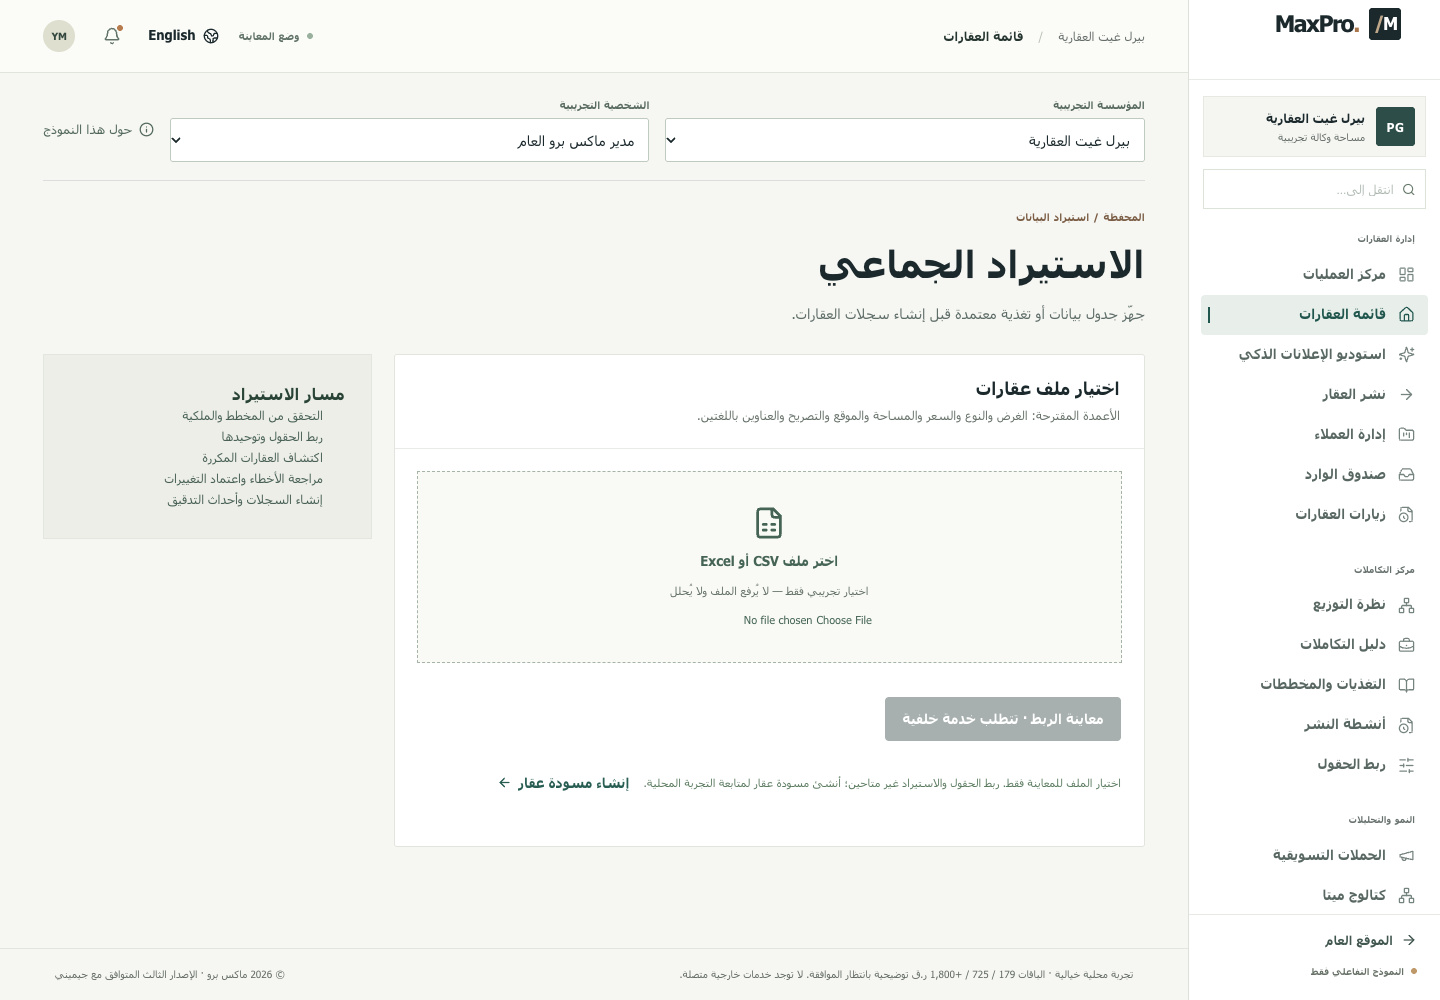 MaxPro.
/M
بيرل غيت العقارية / قائمة العقارات
وضع المعاينة
English
YM
PG
بيرل غيت العقارية
مساحة وكالة تجريبية
انتقل إلى...
إدارة العقارات
مركز العمليات
قائمة العقارات
استوديو الإعلانات الذكي
نشر العقار
إدارة العملاء
صندوق الوارد
زيارات العقارات
مركز التكاملات
نظرة التوزيع
دليل التكاملات
التغذيات والمخططات
أنشطة النشر
ربط الحقول
النمو والتحليلات
الحملات التسويقية
كتالوج ميتا
الموقع العام
النموذج التفاعلي فقط
المؤسسة التجريبية
بيرل غيت العقارية
الشخصية التجريبية
مدير ماكس برو العام
حول هذا النموذج
المحفظة / استيراد البيانات
الاستيراد الجماعي
جهّز جدول بيانات أو تغذية معتمدة قبل إنشاء سجلات العقارات.
اختيار ملف عقارات
الأعمدة المقترحة: الغرض والنوع والسعر والمساحة والموقع والتصريح والعناوين باللغتين.
اختر ملف CSV أو Excel
اختيار تجريبي فقط — لا يُرفع الملف ولا يُحلل
Choose File No file chosen
معاينة الربط · تتطلب خدمة خلفية
اختيار الملف للمعاينة فقط. ربط الحقول والاستيراد غير متاحين؛ أنشئ مسودة عقار لمتابعة التجربة المحلية.
إنشاء مسودة عقار
مسار الاستيراد
التحقق من المخطط والملكية
ربط الحقول وتوحيدها
اكتشاف العقارات المكررة
مراجعة الأخطاء واعتماد التغييرات
إنشاء السجلات وأحداث التدقيق
تجربة محلية خيالية · الباقات 179 / 725 / +1,800 ر.ق توضيحية بانتظار الموافقة. لا توجد خدمات خارجية متصلة.
© 2026 ماكس برو · الإصدار الثالث المتوافق مع جيميني